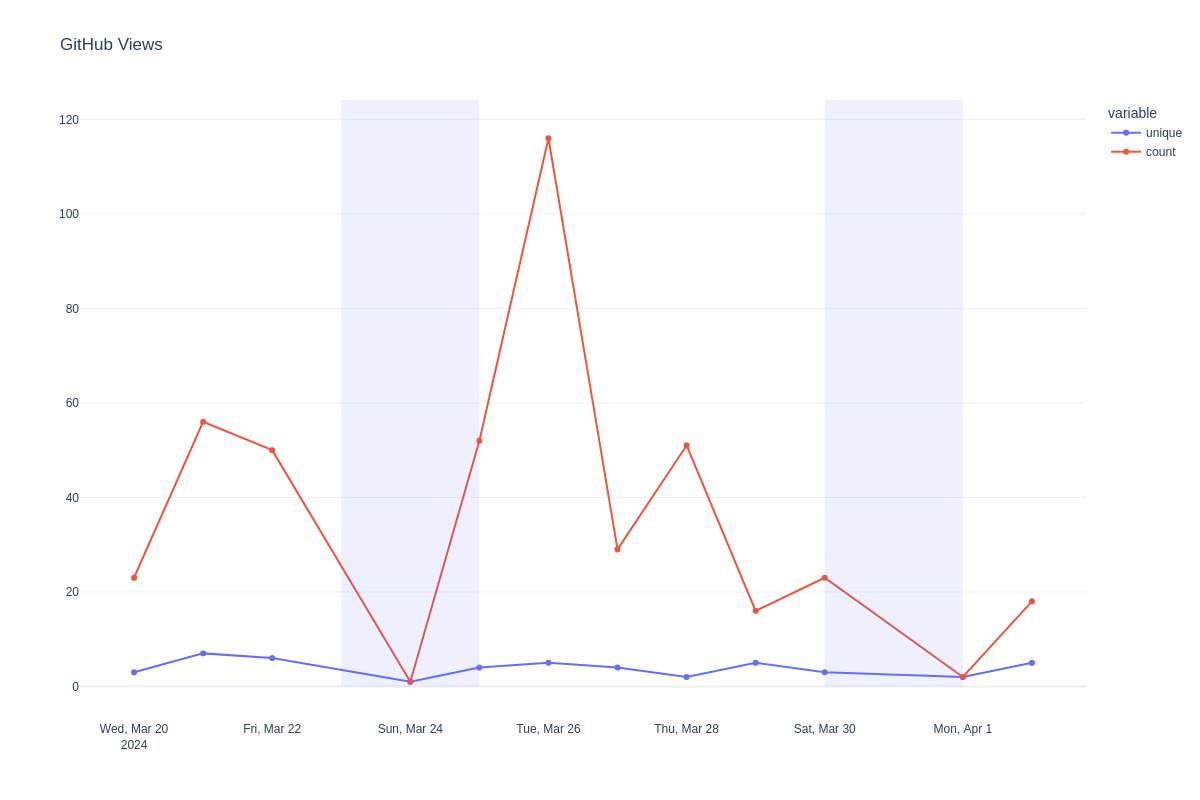 GitHub Views
120
100
80
60
40
20
0
Wed, Mar 20
2024
Fri, Mar 22
Sun, Mar 24
Tue, Mar 26
Thu, Mar 28
Sat, Mar 30
Mon, Apr 1
variable
unique
count